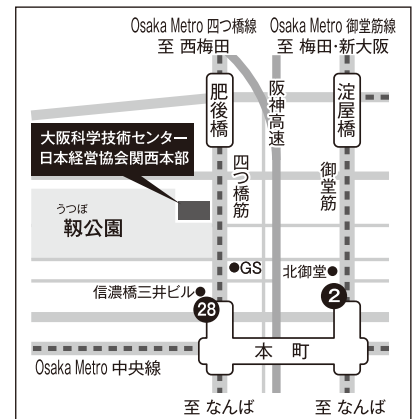 Osaka Metro 四つ橋線
至 西梅田
Osaka Metro 御堂筋線
至 梅田・新大阪
肥後橋
阪神高速
淀屋橋
大阪科学技術センター
日本経営協会関西本部
四つ橋筋
御堂筋
うつぼ
靱公園
GS
北御堂
信濃橋三井ビル
28
2
本町
Osaka Metro 中央線
至 なんば
至 なんば